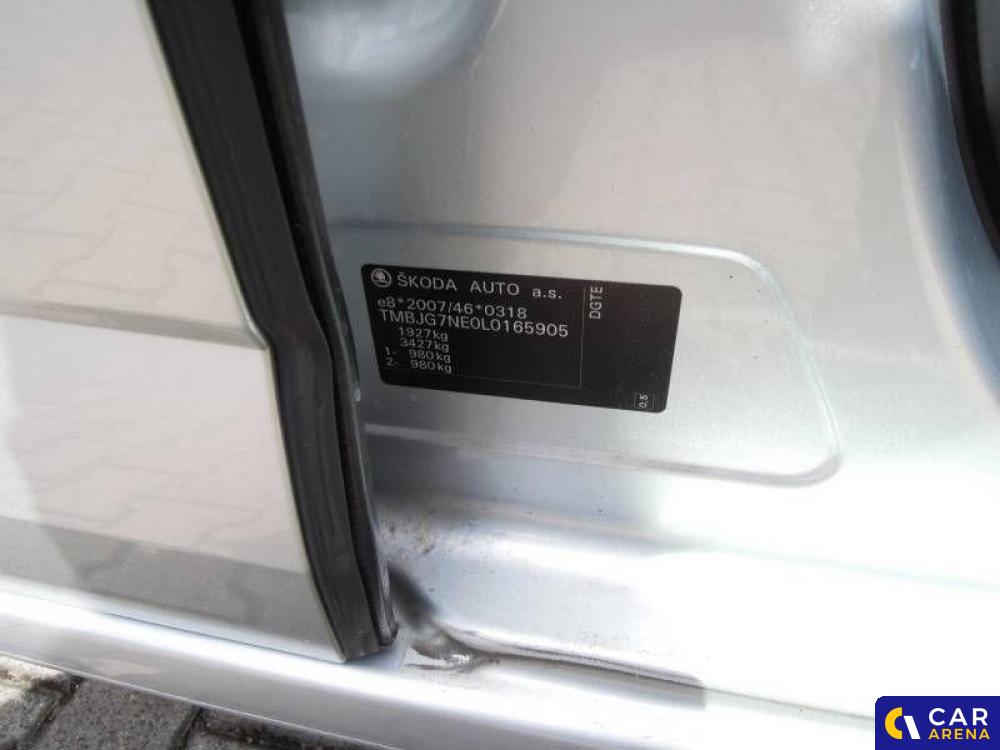 ŠKODA AUTO a.s.
e8*2007/46*0318
TMBJG7NE0L0165905
1927kg
3427kg
1- 980kg
2- 980kg
DGTE
0,5
CAR
ARENA